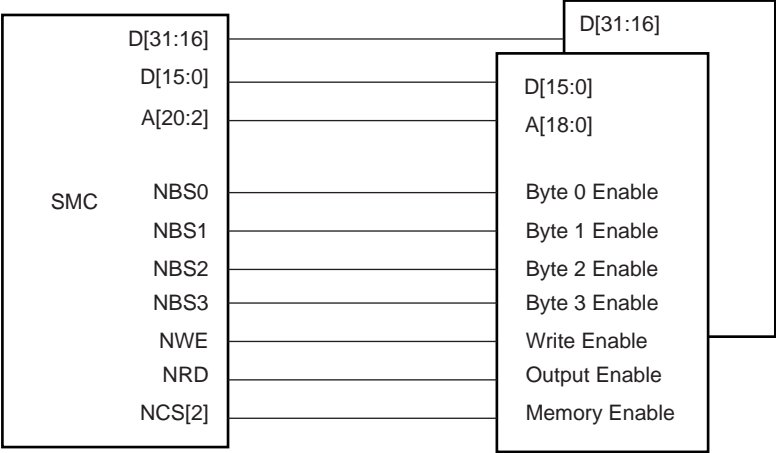 D[31:16]
D[15:0]
A[20:2]
SMC
NBS0
NBS1
NBS2
NBS3
NWE
NRD
NCS[2]
D[31:16]
D[15:0]
A[18:0]
Byte 0 Enable
Byte 1 Enable
Byte 2 Enable
Byte 3 Enable
Write Enable
Output Enable
Memory Enable